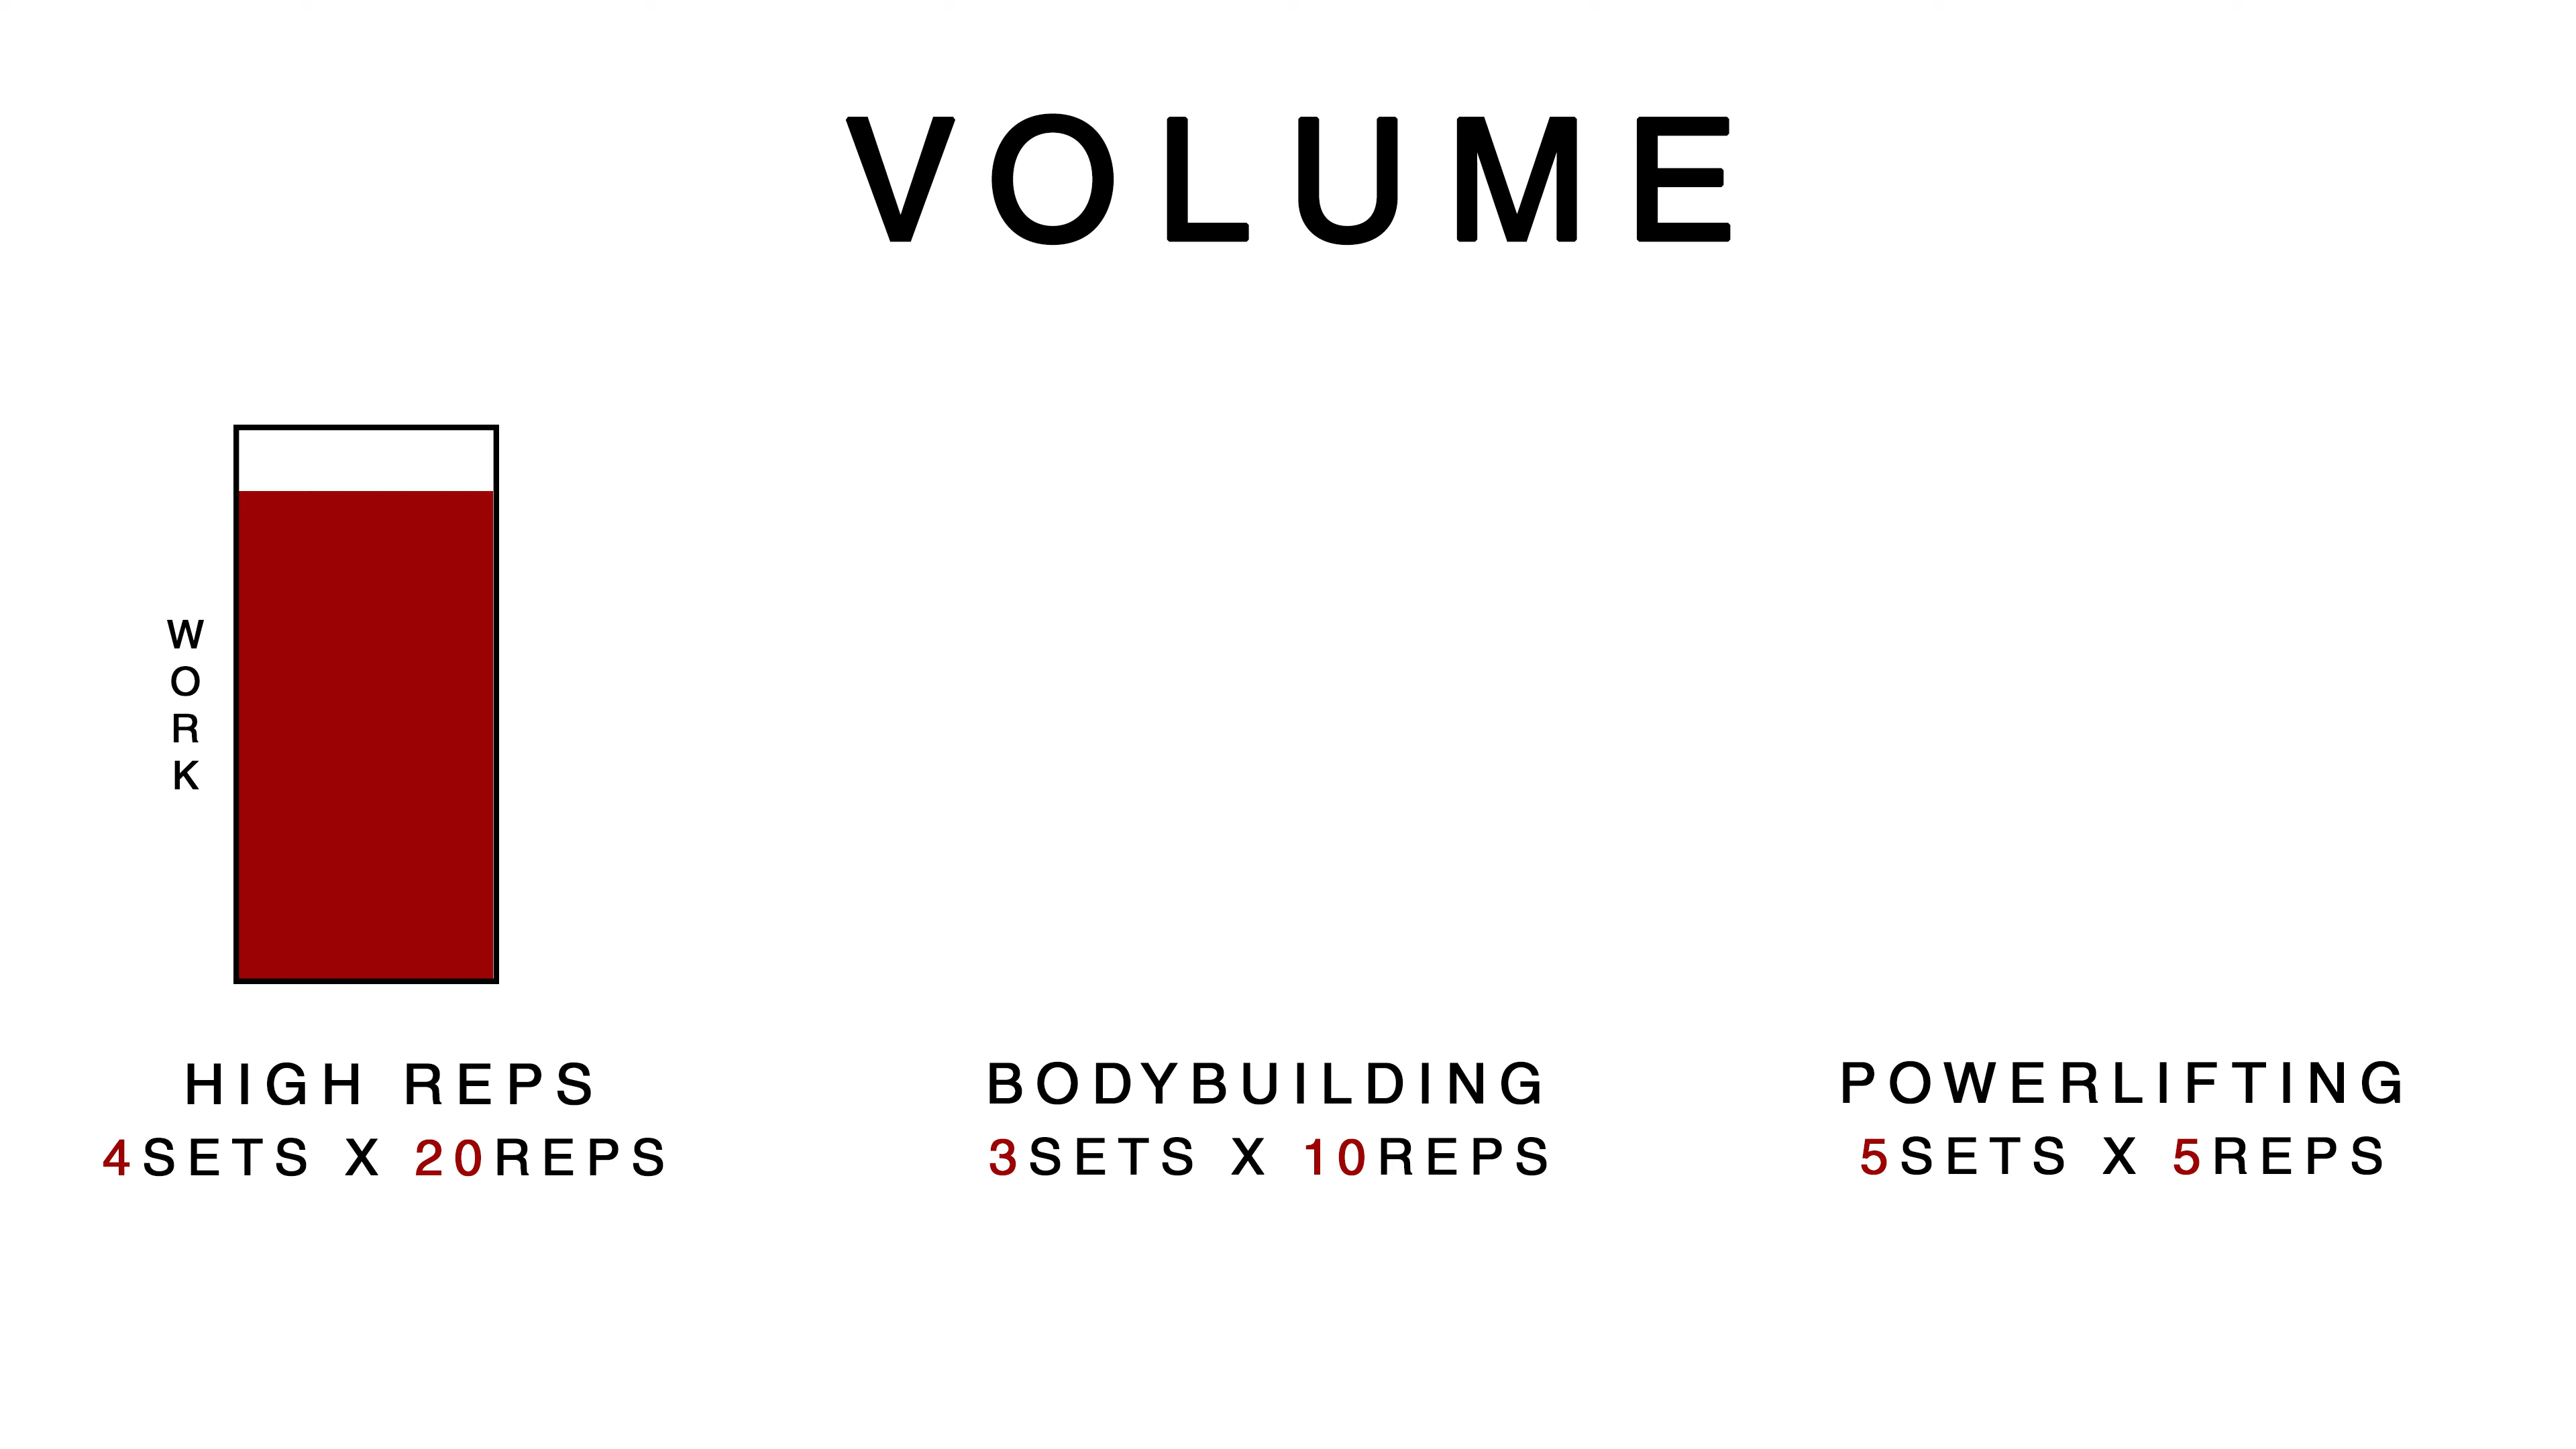 VOLUME
W
O
R
K
HIGH REPS
4SETS X 20REPS
BODYBUILDING
3SETS X 10REPS
POWERLIFTING
5SETS X 5REPS